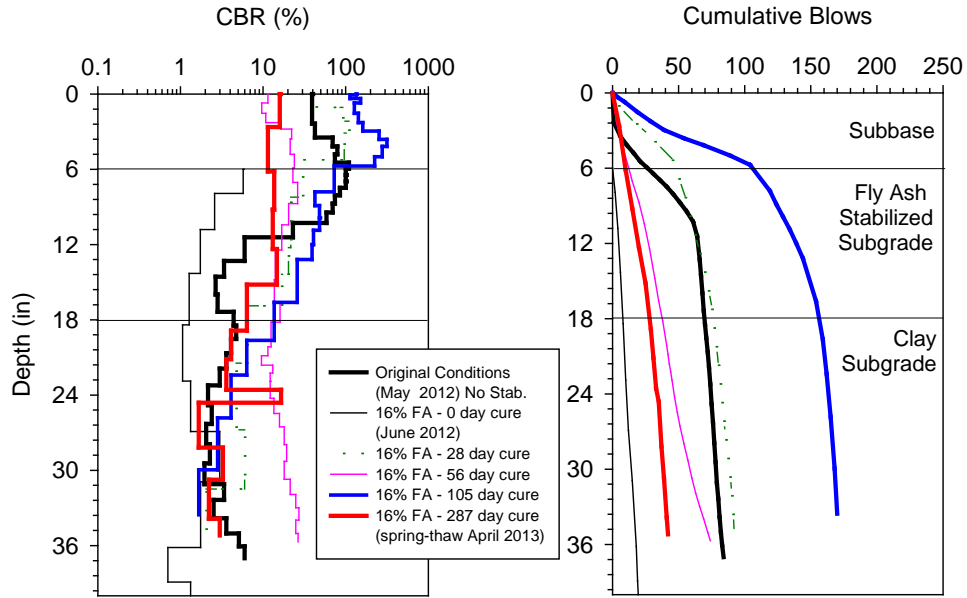 CBR (%)
0.1 1 10 100 1000
0
6
12
18
24
30
36
Depth (in)
Original Conditions
(May 2012) No Stab.
16% FA - 0 day cure
(June 2012)
16% FA - 28 day cure
16% FA - 56 day cure
16% FA - 105 day cure
16% FA - 287 day cure
(spring-thaw April 2013)
Cumulative Blows
0 50 100 150 200 250
0
6
12
18
24
30
36
Subbase
Fly Ash
Stabilized
Subgrade
Clay
Subgrade